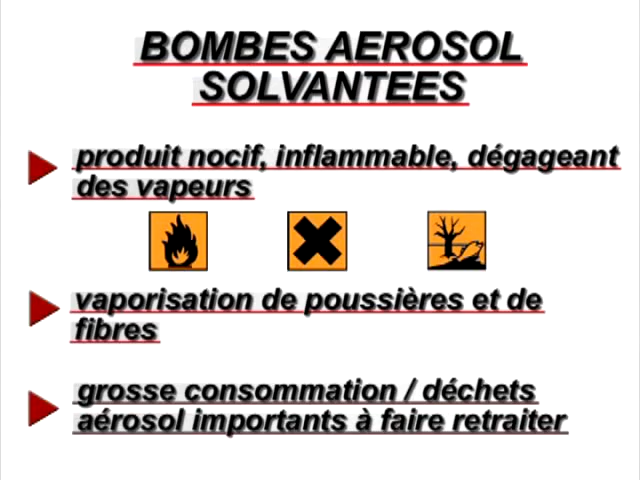 BOMBES AEROSOL
SOLVANTEES
produit nocif, inflammable, dégageant
des vapeurs
vaporisation de poussières et de
fibres
grosse consommation / déchets
aérosol importants à faire retraiter